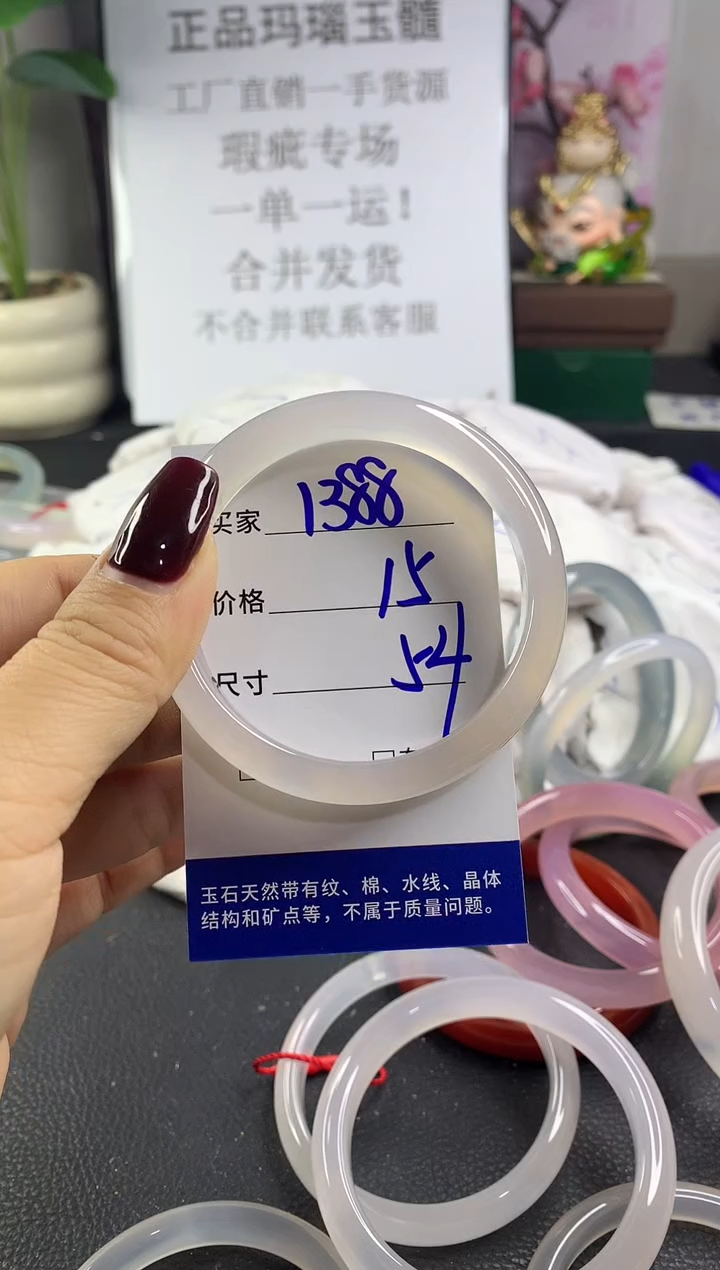 正品玛瑙玉髓
工厂直销一手货源
瑕疵专场
一单一运！
合并发货
不合并联系客服
买家 1388
价格 15
尺寸 54
玉石天然带有纹、棉、水线、晶体
结构和矿点等，不属于质量问题。